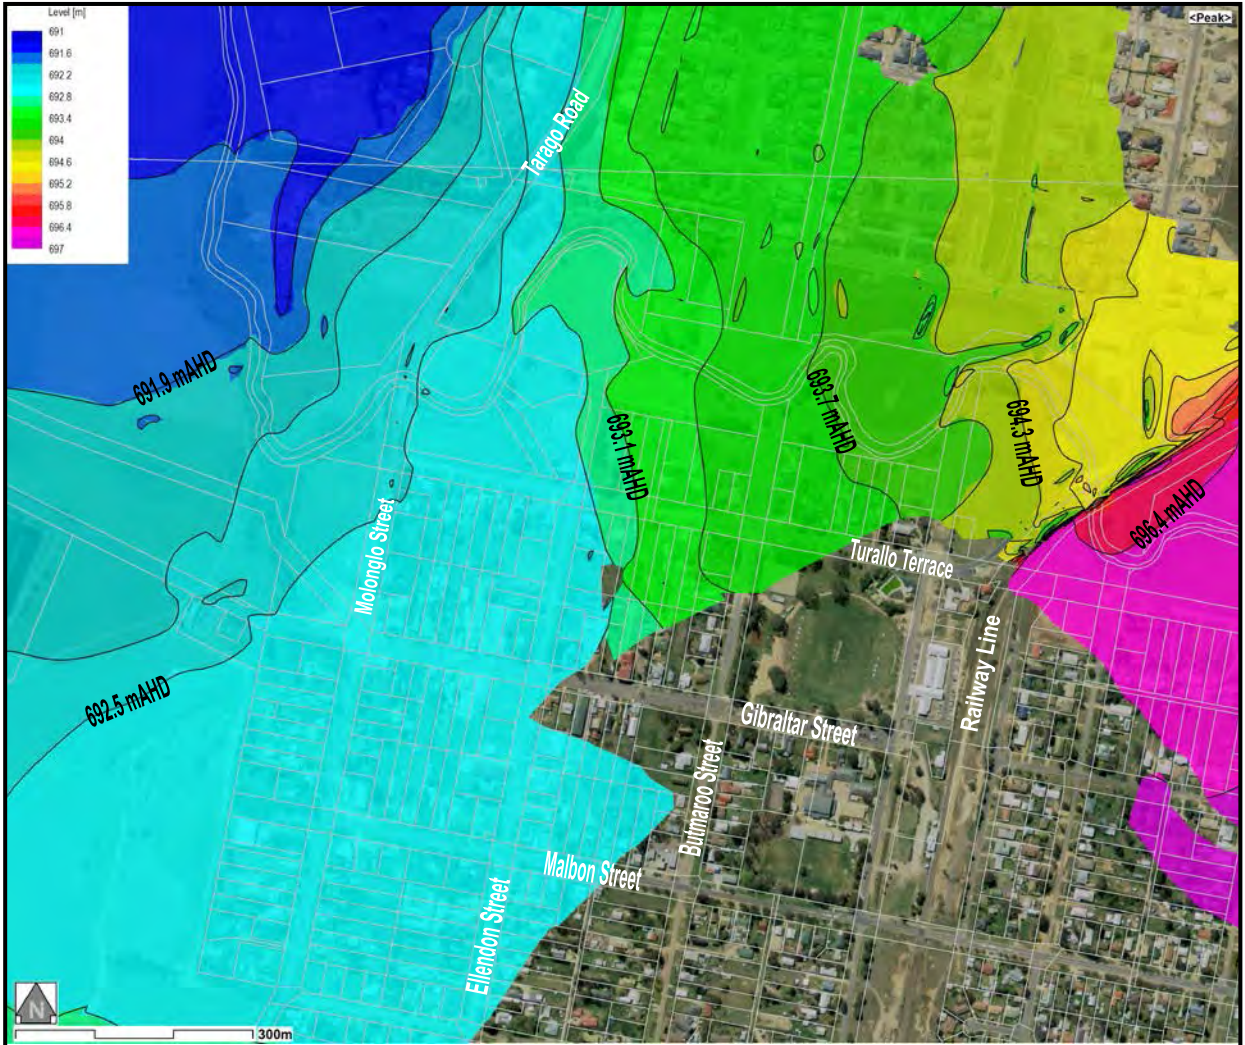 Level [m]
691
691.6
692.2
692.8
693.4
694
694.6
695.2
695.8
696.4
697
<Peak>
Tarago Road
691.9 mAHD
693.7 mAHD
694.3 mAHD
693.1 mAHD
696.4 mAHD
Molonglo Street
Turallo Terrace
Railway Line
692.5 mAHD
Gibraltar Street
Butmaroo Street
Malbon Street
Ellendon Street
N
300m